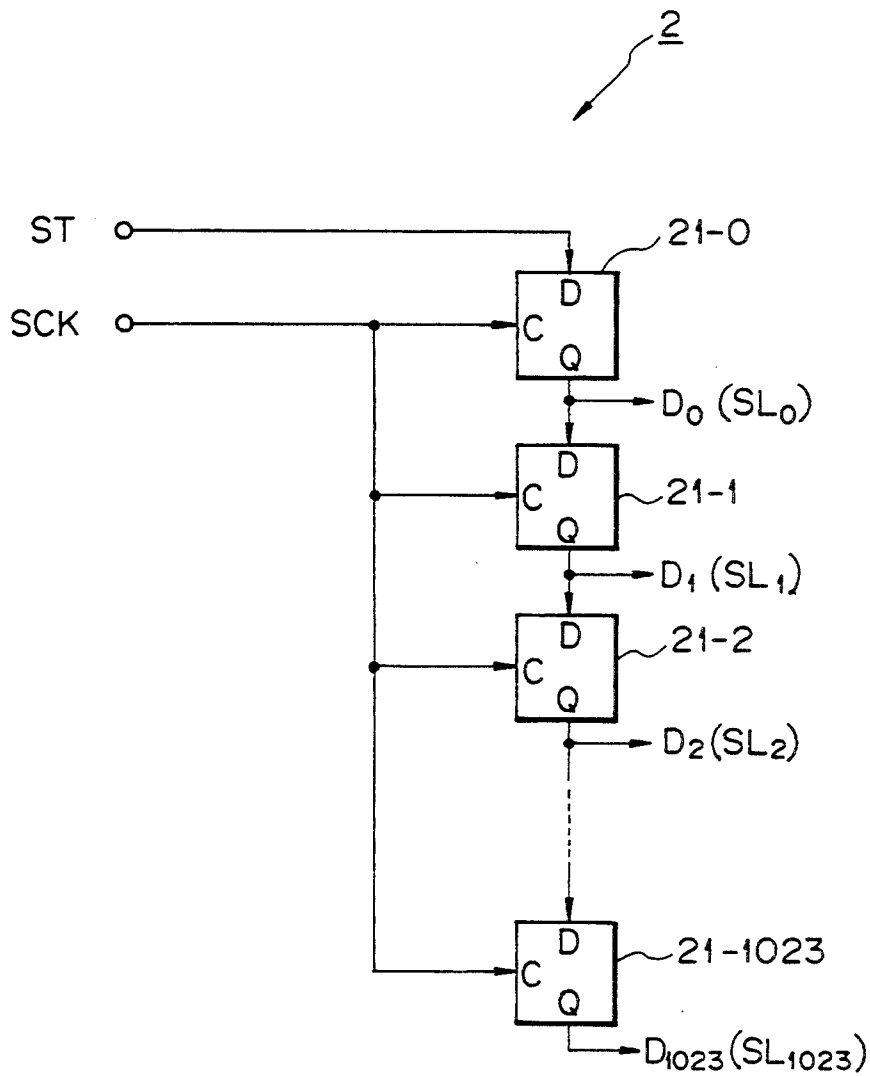 2
ST
21-0
D
SCK
C
Q
D₀ (SL₀)
D
C
21-1
Q
D₁ (SL₁)
D
21-2
C
Q
D₂ (SL₂)
D
21-1023
C
Q
D₁₀₂₃ (SL₁₀₂₃)